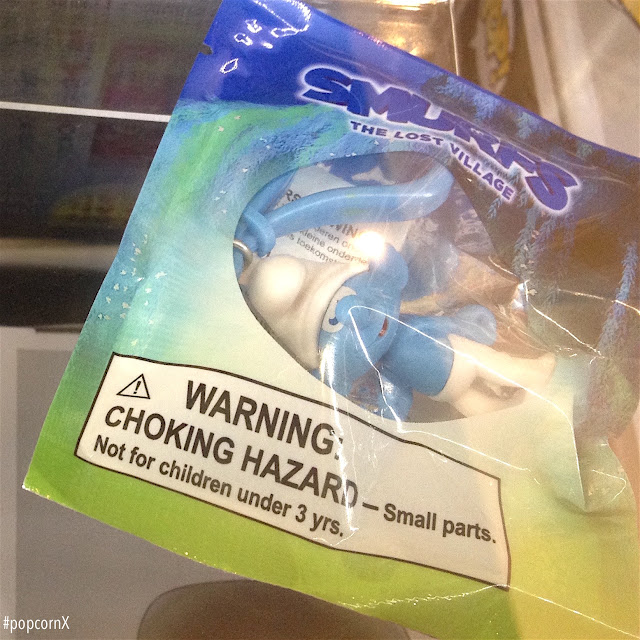 SMURFS
THE LOST VILLAGE
WARNING:
CHOKING HAZARD – Small parts.
Not for children under 3 yrs.
#popcornX